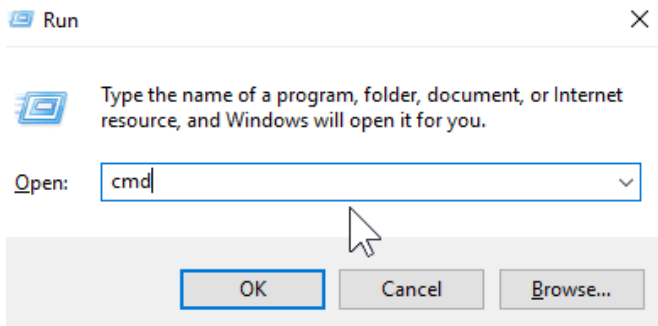 Run
Type the name of a program, folder, document, or Internet
resource, and Windows will open it for you.
Open: cmd
OK Cancel Browse...